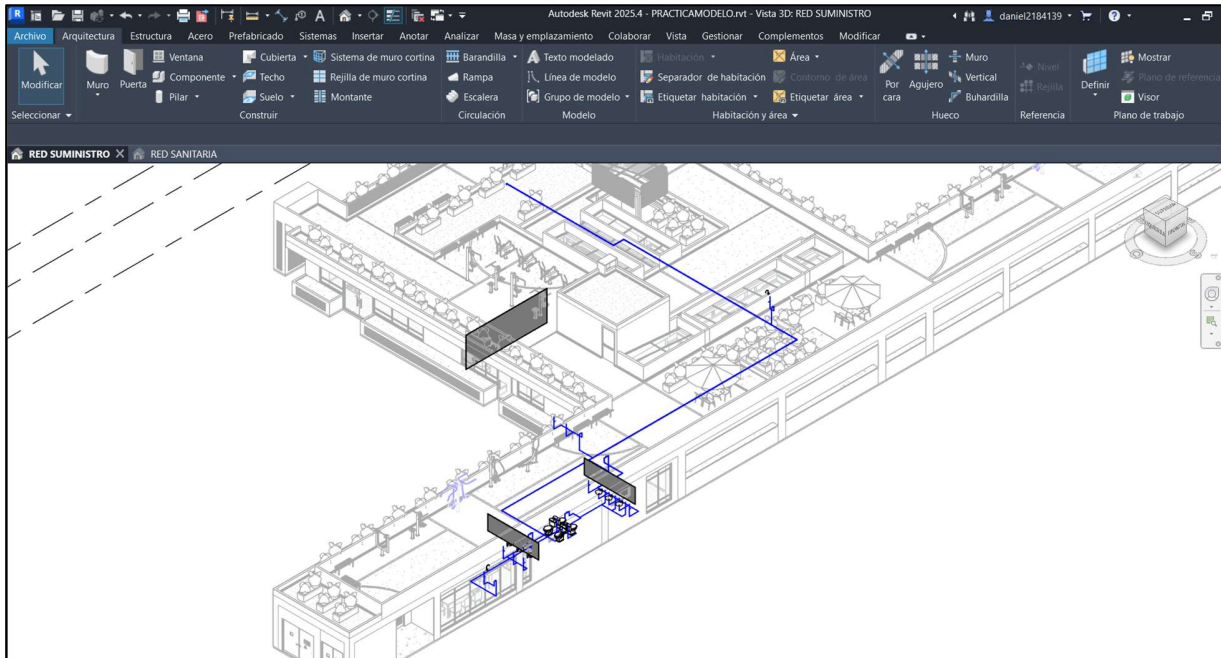 Autodesk Revit 2025.4 - PRACTICAMODELO.rvt - Vista 3D: RED SUMINISTRO
daniel2184139
Archivo Arquitectura Estructura Acero Prefabricado Sistemas Insertar Anotar Analizar Masa y emplazamiento Colaborar Vista Gestionar Complementos Modificar
Modificar
Muro
Puerta
Ventana
Componente
Pilar
Cubierta
Techo
Suelo
Sistema de muro cortina
Rejilla de muro cortina
Montante
Barandilla
Rampa
Escalera
Texto modelado
Línea de modelo
Grupo de modelo
Habitación
Separador de habitación
Etiquetar habitación
Área
Contorno de área
Etiquetar área
Por cara
Agujero
Muro
Vertical
Buhardilla
Nivel
Rejilla
Definir
Mostrar
Plano de referencia
Visor
Seleccionar Construir Circulación Modelo Habitación y área Hueco Referencia Plano de trabajo
RED SUMINISTRO RED SANITARIA